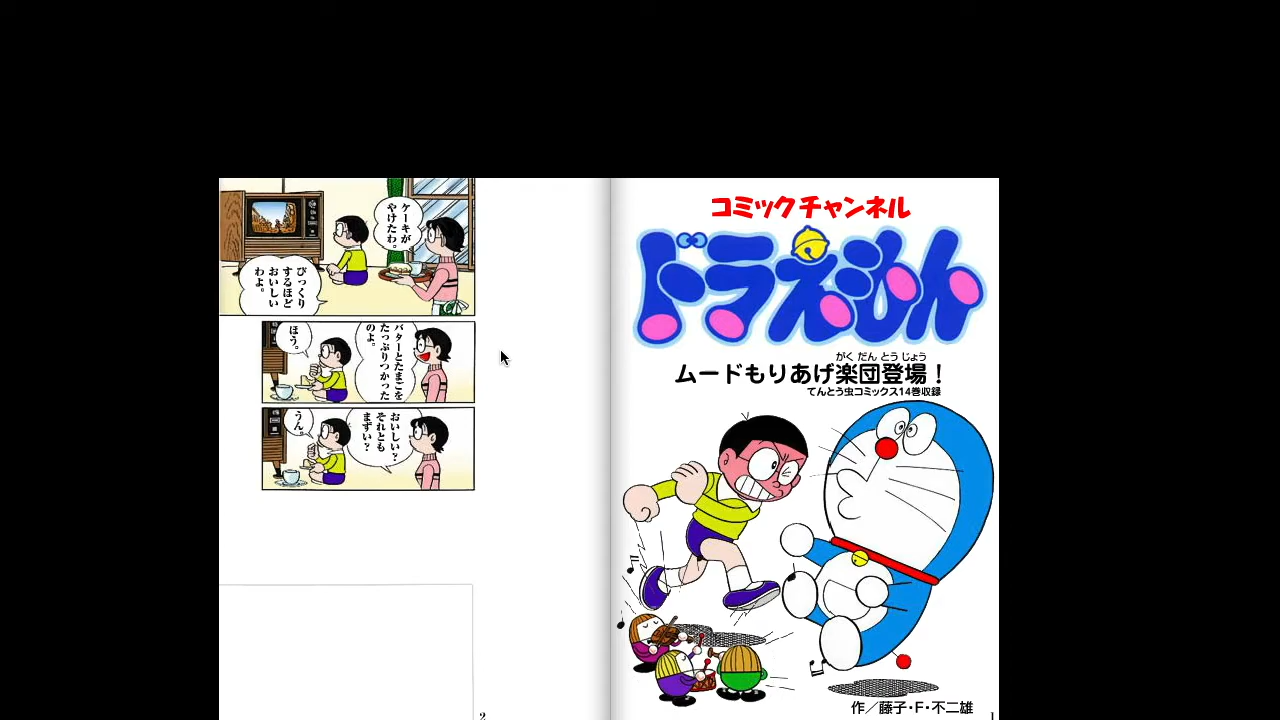 コミックチャンネル
ドラえもん
がくだんとうじょう
ムードもりあげ楽団登場！
てんとう虫コミックス14巻収録
作／藤子・F・不二雄
1
ケーキが
やけたわ。
びっくり
するほど
おいしい
わよ。
バターとたまごを
たっぷりつかった
のよ。
ほう。
おいしい？
それとも
まずい？
うん。
2